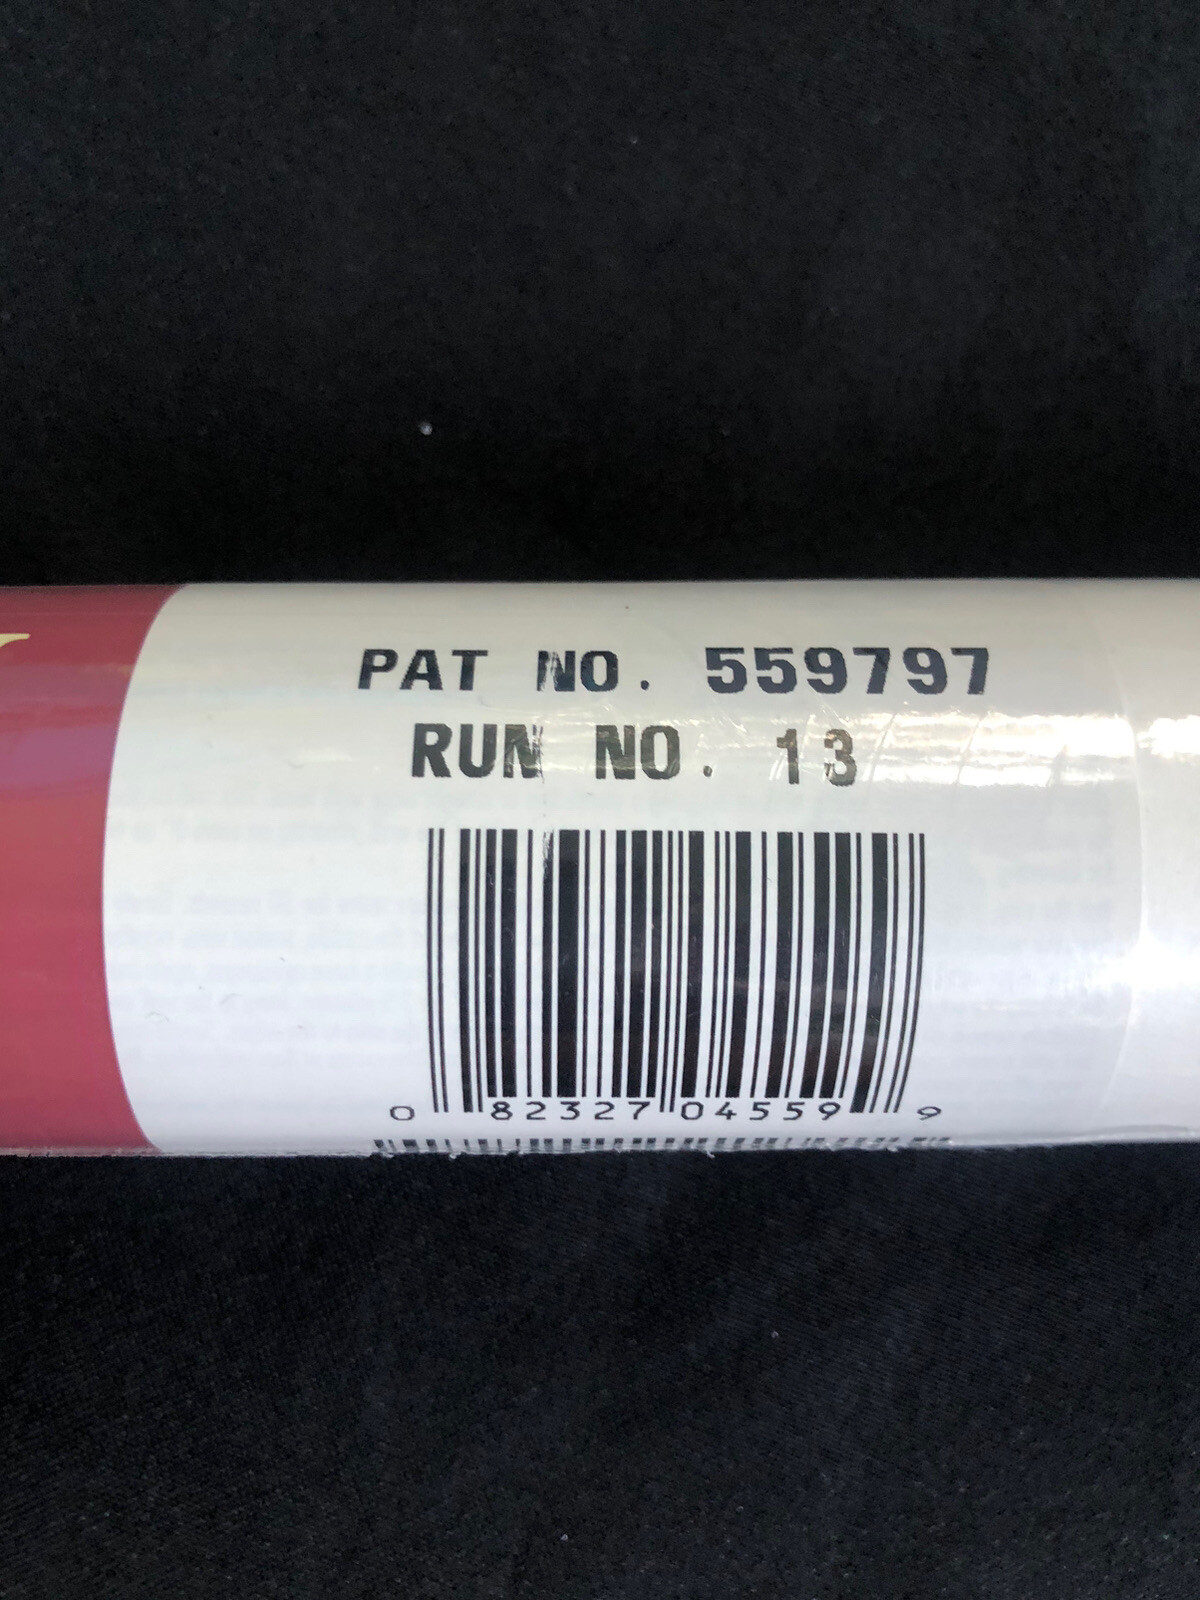 PAT NO. 559797
RUN NO. 13
0 82327 04559 9